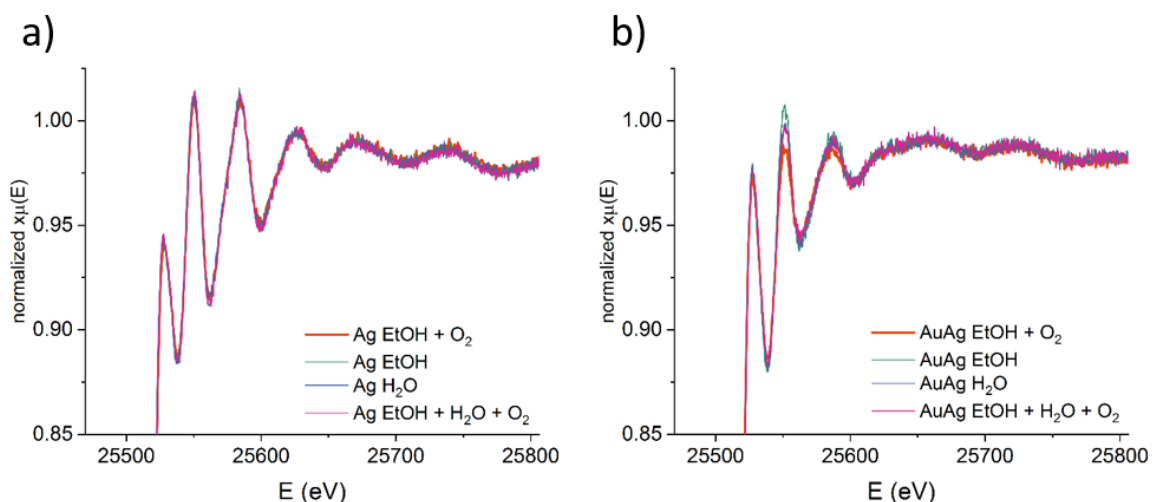 a)
normalized xμ(E)
1.00
0.95
0.90
0.85
Ag EtOH + O₂
Ag EtOH
Ag H₂O
Ag EtOH + H₂O + O₂
25500 25600 25700 25800
E (eV)
b)
normalized xμ(E)
1.00
0.95
0.90
0.85
AuAg EtOH + O₂
AuAg EtOH
AuAg H₂O
AuAg EtOH + H₂O + O₂
25500 25600 25700 25800
E (eV)